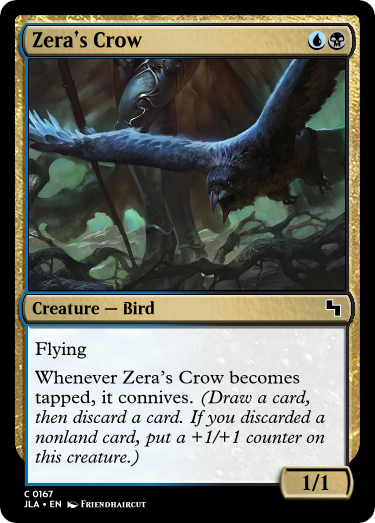 Zera's Crow
Creature — Bird
Flying
Whenever Zera's Crow becomes
tapped, it connives. (Draw a card,
then discard a card. If you discarded a
nonland card, put a +1/+1 counter on
this creature.)
1/1
C 0167
JLA • EN Friendhaircut